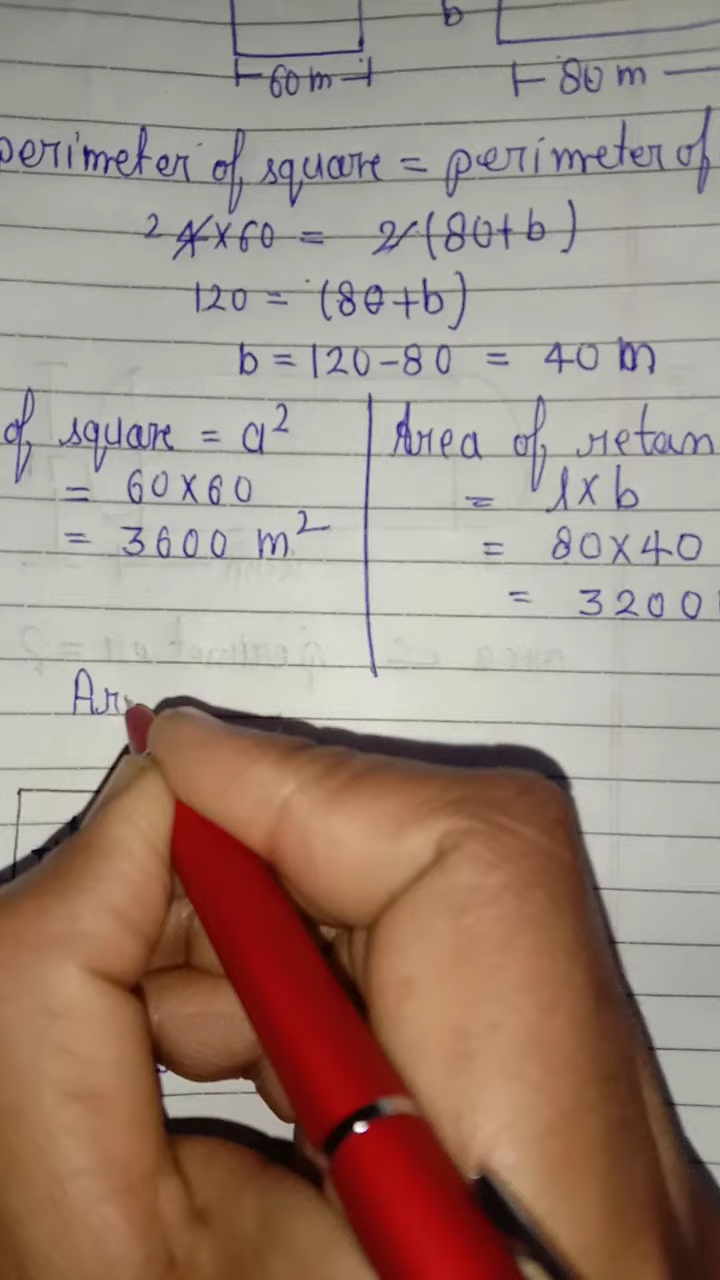 b
60 m 80 m
perimeter of square = perimeter of
2 4×60 = 2(80+b)
120 = (80+b)
b = 120-80 = 40 m
of square = a² Area of retan
= 60×60 = l×b
= 3600 m² = 80×40
= 3200
Ar